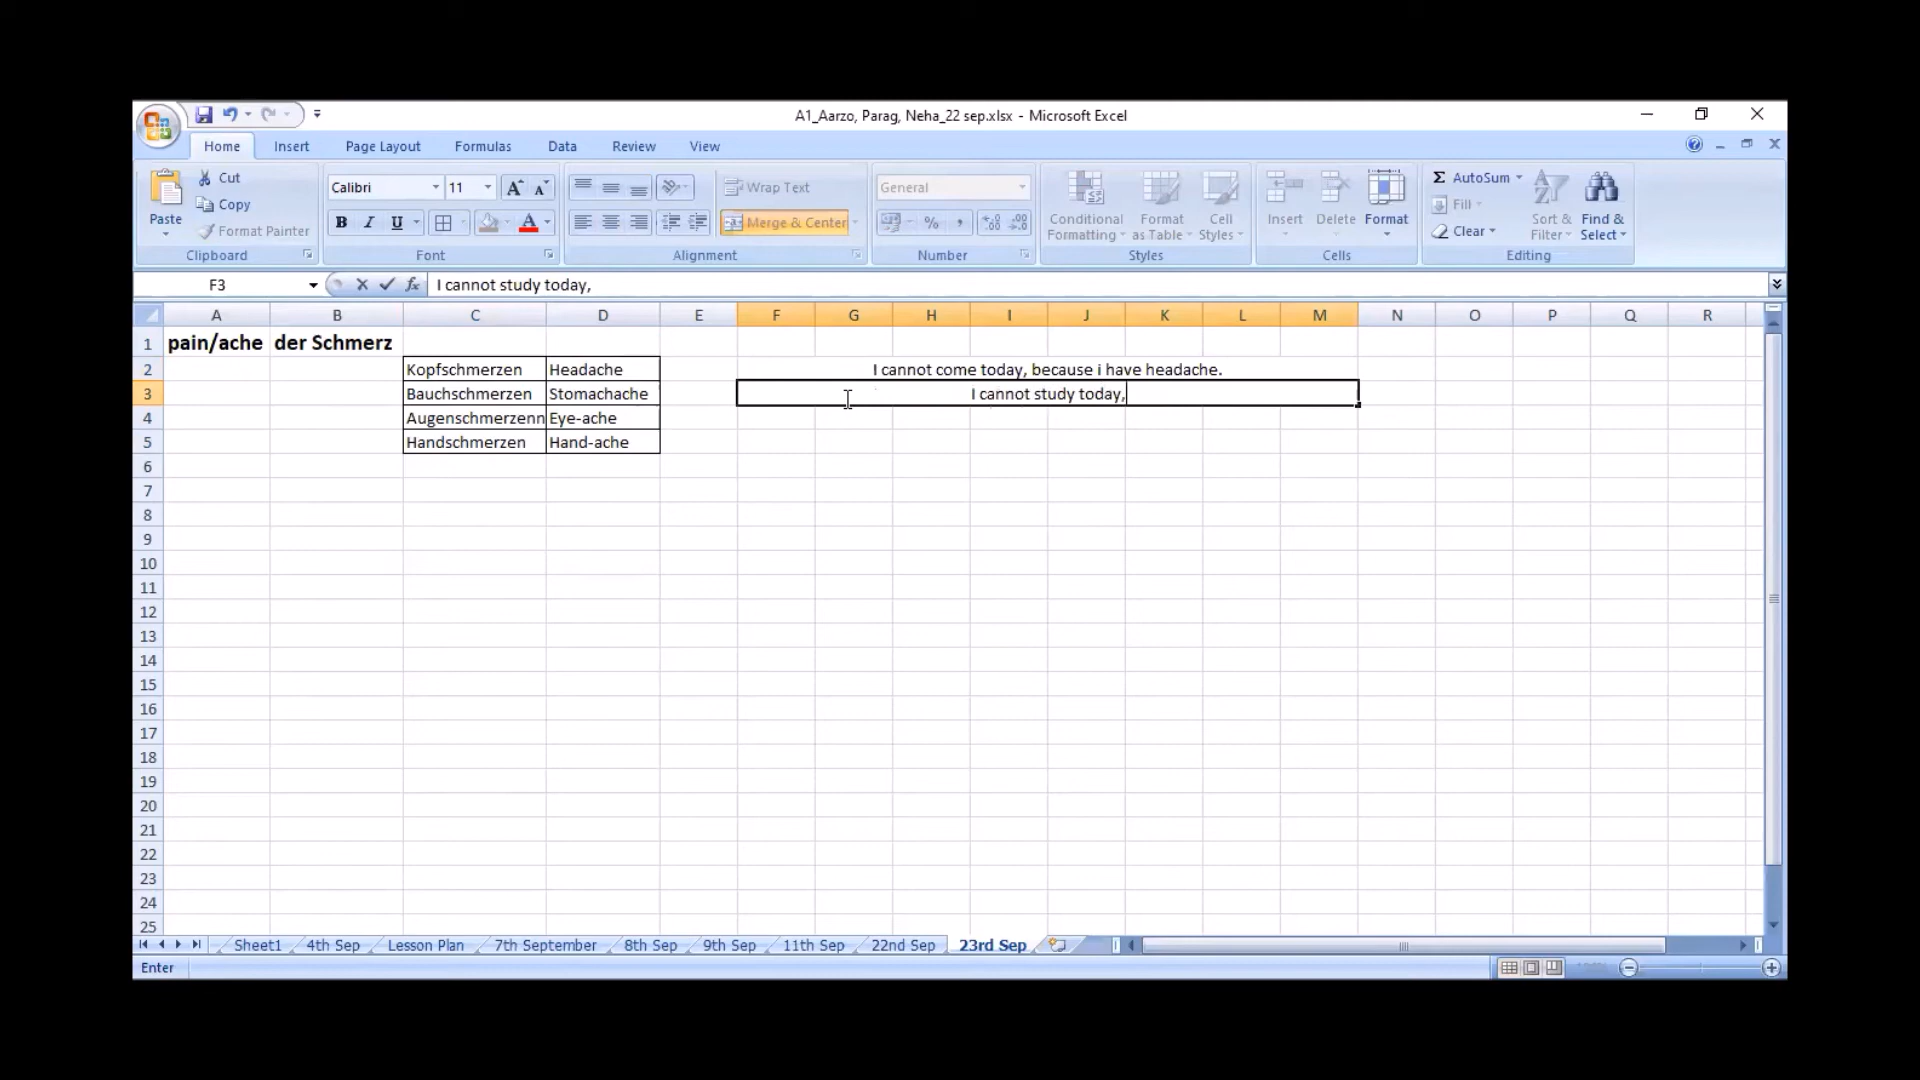 A1_Aarzo, Parag, Neha_22 sep.xlsx - Microsoft Excel
Home Insert Page Layout Formulas Data Review View
Paste
Cut
Copy
Format Painter
Clipboard
Calibri 11
B I U
Font
Wrap Text
Merge & Center
Alignment
General
% ,
Number
Conditional Formatting
Format as Table
Cell Styles
Styles
Insert Delete Format
Cells
Σ AutoSum
Fill
Clear
Sort & Filter
Find & Select
Editing
F3 fx I cannot study today,
A B C D E F G H I J K L M N O P Q R
1 pain/ache der Schmerz
2 Kopfschmerzen Headache I cannot come today, because i have headache.
3 Bauchschmerzen Stomachache I cannot study today,
4 Augenschmerzenn Eye-ache
5 Handschmerzen Hand-ache
6
7
8
9
10
11
12
13
14
15
16
17
18
19
20
21
22
23
24
25
Sheet1 4th Sep Lesson Plan 7th September 8th Sep 9th Sep 11th Sep 22nd Sep 23rd Sep
Enter